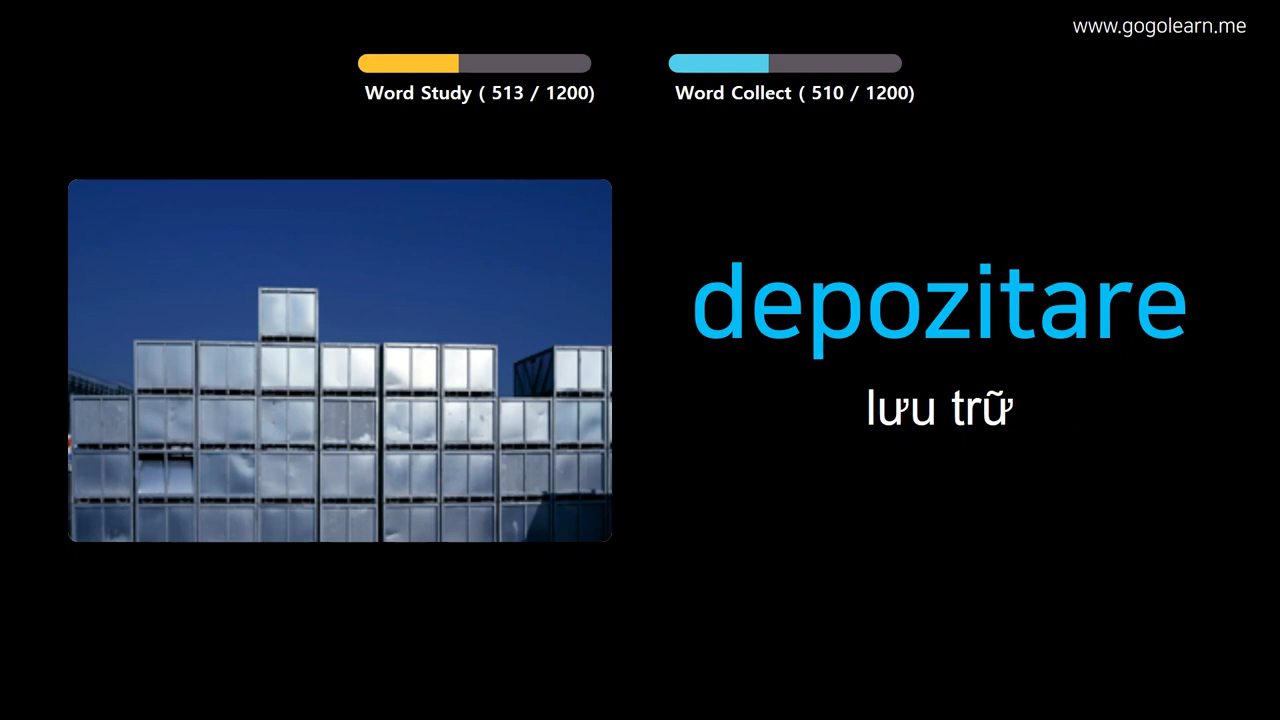 www.gogolearn.me
Word Study ( 513 / 1200)
Word Collect ( 510 / 1200)
depozitare
lưu trữ